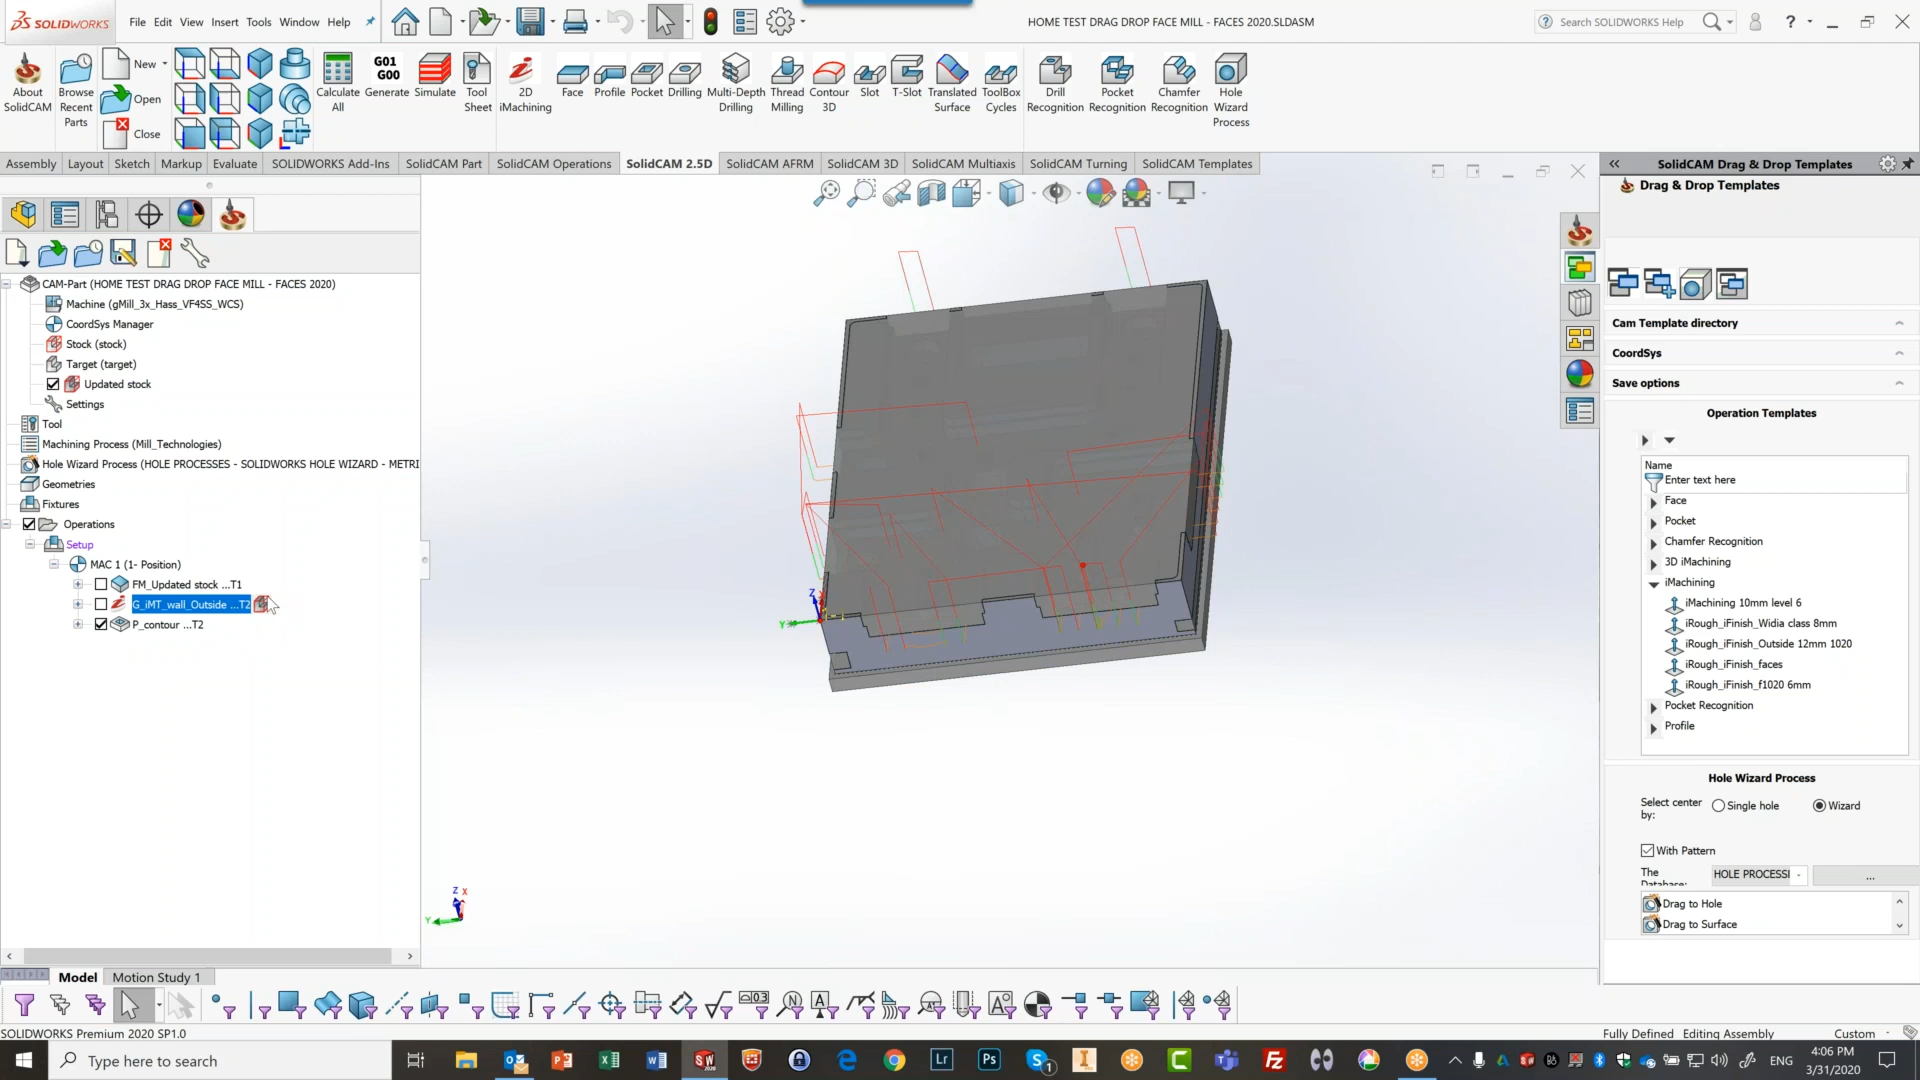 SOLIDWORKS
File Edit View Insert Tools Window Help
HOME TEST DRAG DROP FACE MILL - FACES 2020.SLDASM
Search SOLIDWORKS Help
About SolidCAM
Browse Recent Parts
New
Open
Close
Calculate All
G01 G00
Generate
Simulate
Tool Sheet
2D iMachining
Face
Profile
Pocket
Drilling
Multi-Depth Drilling
Thread Milling
Contour 3D
Slot
T-Slot
Translated Surface
ToolBox Cycles
Drill Recognition
Pocket Recognition
Chamfer Recognition
Hole Wizard Process
Assembly Layout Sketch Markup Evaluate SOLIDWORKS Add-Ins SolidCAM Part SolidCAM Operations SolidCAM 2.5D SolidCAM AFRM SolidCAM 3D SolidCAM Multiaxis SolidCAM Turning SolidCAM Templates
CAM-Part (HOME TEST DRAG DROP FACE MILL - FACES 2020)
Machine (gMill_3x_Hass_VF4SS_WCS)
CoordSys Manager
Stock (stock)
Target (target)
Updated stock
Settings
Tool
Machining Process (Mill_Technologies)
Hole Wizard Process (HOLE PROCESSES - SOLIDWORKS HOLE WIZARD - METRI
Geometries
Fixtures
Operations
Setup
MAC 1 (1- Position)
FM_Updated stock ...T1
G_iMT_wall_Outside ...T2
P_contour ...T2
Z
Y
Z X
Y
SolidCAM Drag & Drop Templates
Drag & Drop Templates
Cam Template directory
CoordSys
Save options
Operation Templates
Name
Enter text here
Face
Pocket
Chamfer Recognition
3D iMachining
iMachining
iMachining 10mm level 6
iRough_iFinish_Widia class 8mm
iRough_iFinish_Outside 12mm 1020
iRough_iFinish_faces
iRough_iFinish_f1020 6mm
Pocket Recognition
Profile
Hole Wizard Process
Select center by:
Single hole
Wizard
With Pattern
The Database:
HOLE PROCESSI
...
Drag to Hole
Drag to Surface
Model Motion Study 1
SOLIDWORKS Premium 2020 SP1.0
Fully Defined Editing Assembly Custom
Type here to search
ENG
4:06 PM
3/31/2020